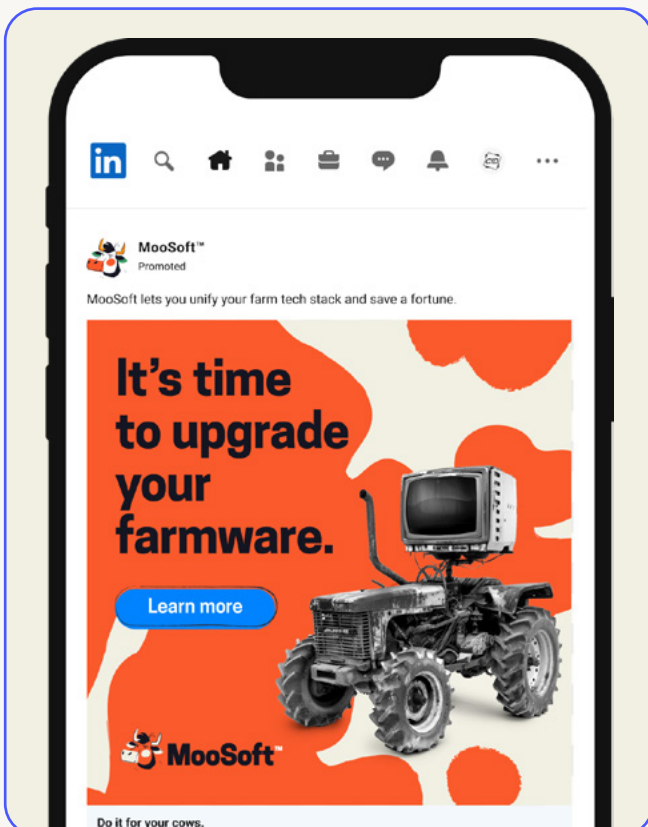 in
MooSoft™
Promoted
MooSoft lets you unify your farm tech stack and save a fortune.
It's time
to upgrade
your
farmware.
Learn more
MooSoft™
Do it for your cows.